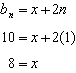 bₙ = x + 2n
10 = x + 2(1)
8 = x